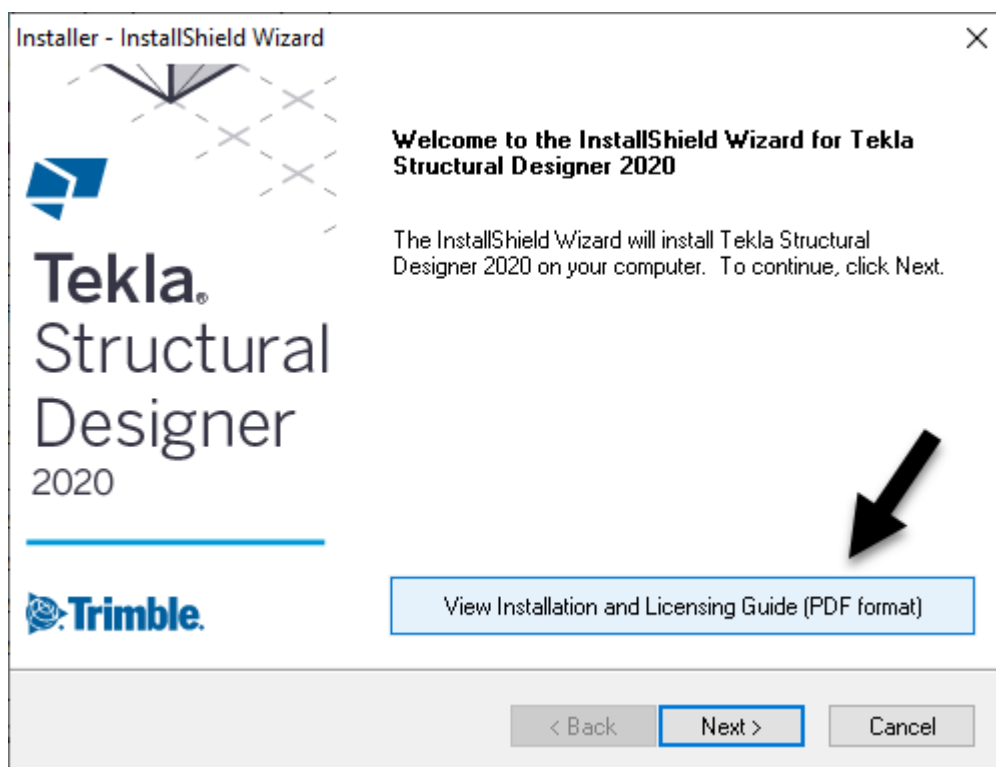 Installer - InstallShield Wizard
Welcome to the InstallShield Wizard for Tekla
Structural Designer 2020
The InstallShield Wizard will install Tekla Structural
Designer 2020 on your computer.  To continue, click Next.
Tekla®
Structural
Designer
2020
Trimble.
View Installation and Licensing Guide (PDF format)
< Back
Next >
Cancel